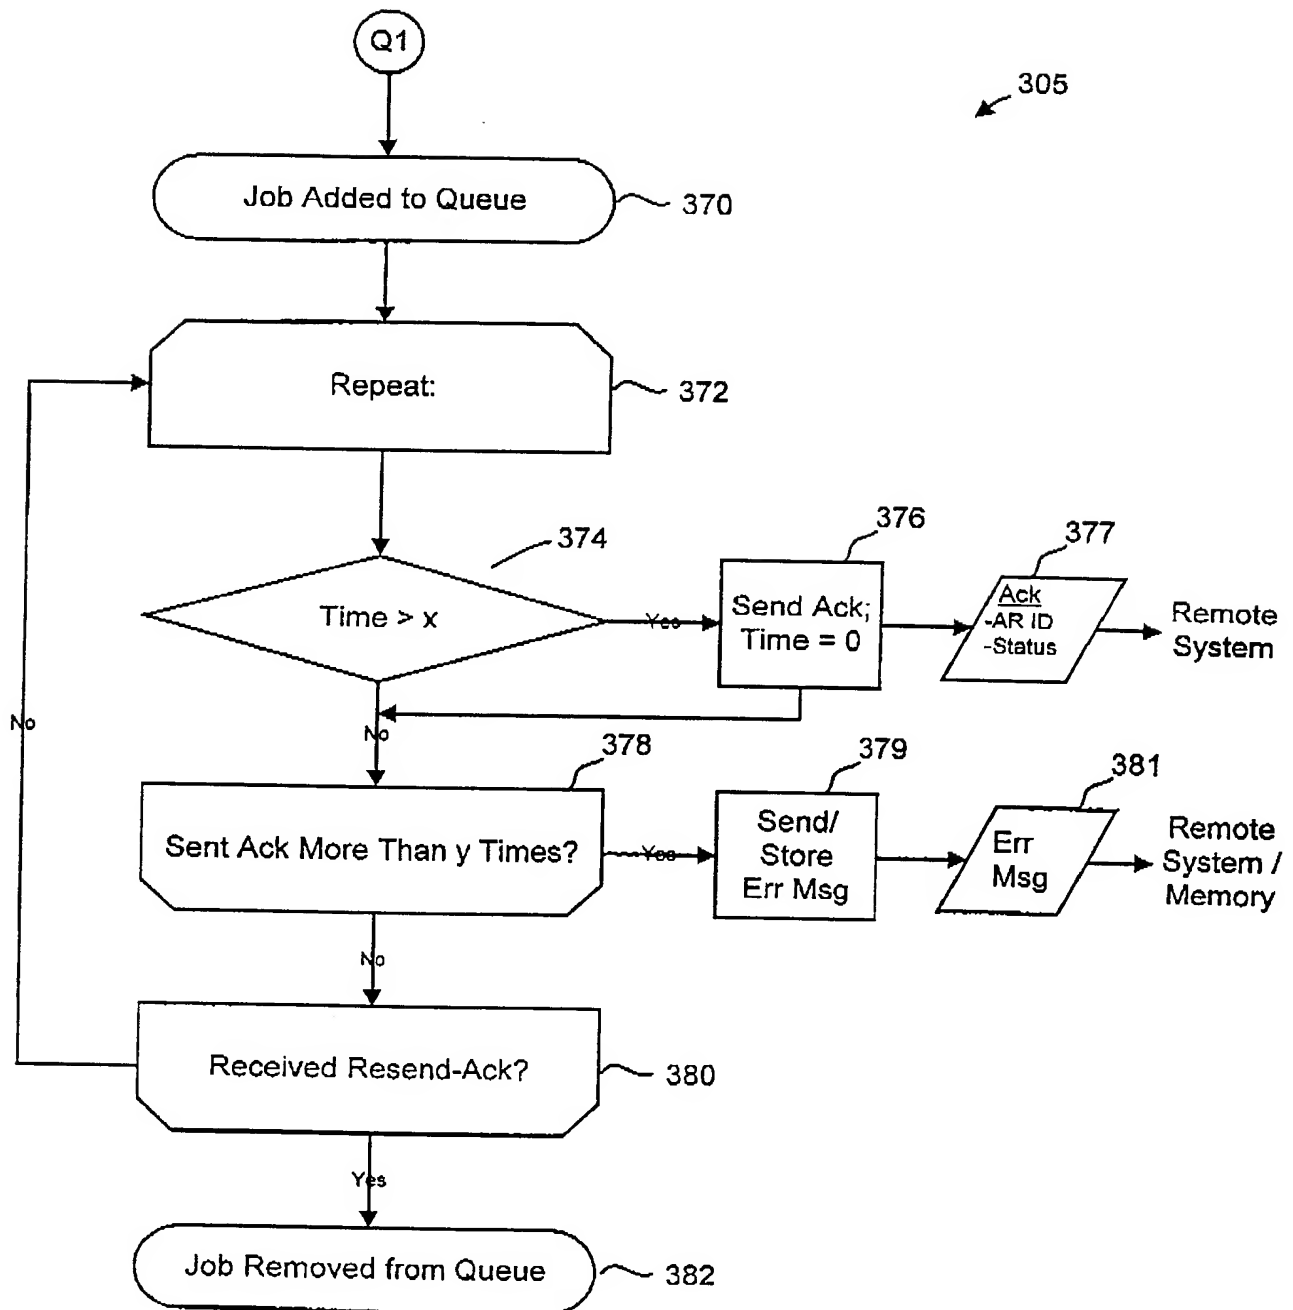 Q1
305
Job Added to Queue
370
Repeat:
372
374
Time > x
Yes
376
Send Ack;
Time = 0
377
Ack
-AR ID
-Status
Remote
System
No
No
378
Sent Ack More Than y Times?
Yes
379
Send/
Store
Err Msg
381
Err
Msg
Remote
System /
Memory
No
Received Resend-Ack?
380
Yes
Job Removed from Queue
382